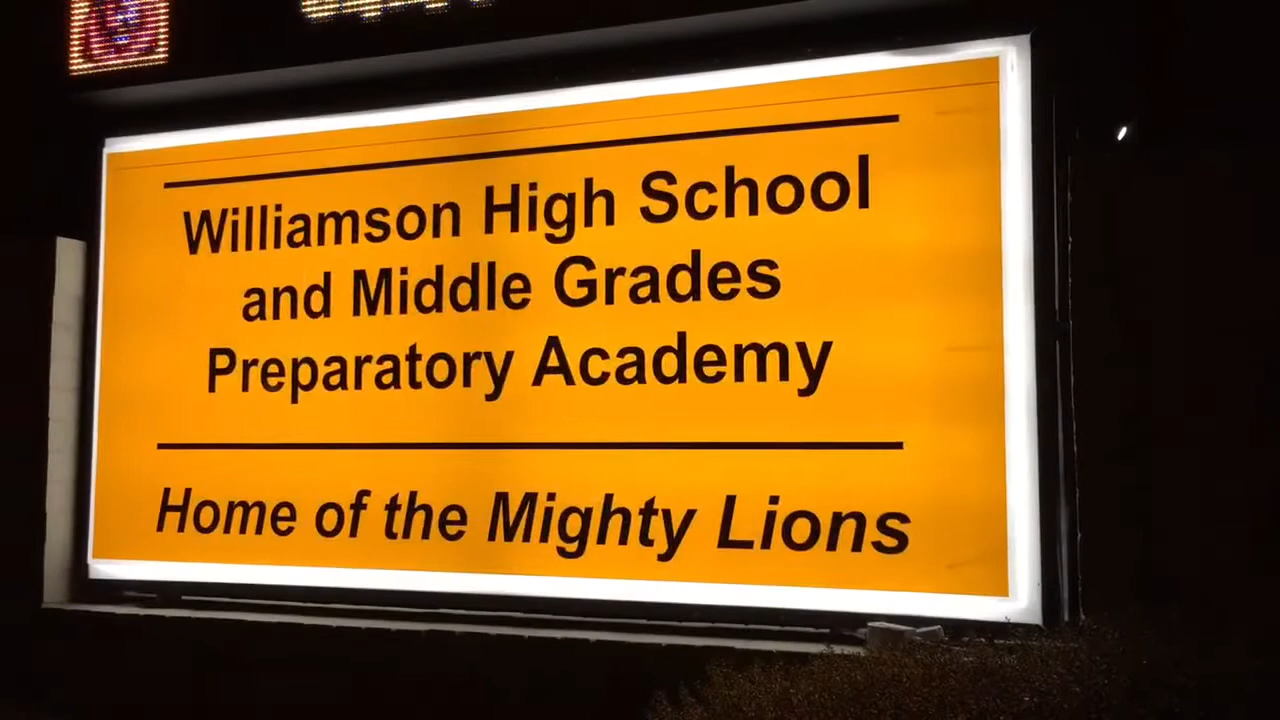 Williamson High School
and Middle Grades
Preparatory Academy
Home of the Mighty Lions